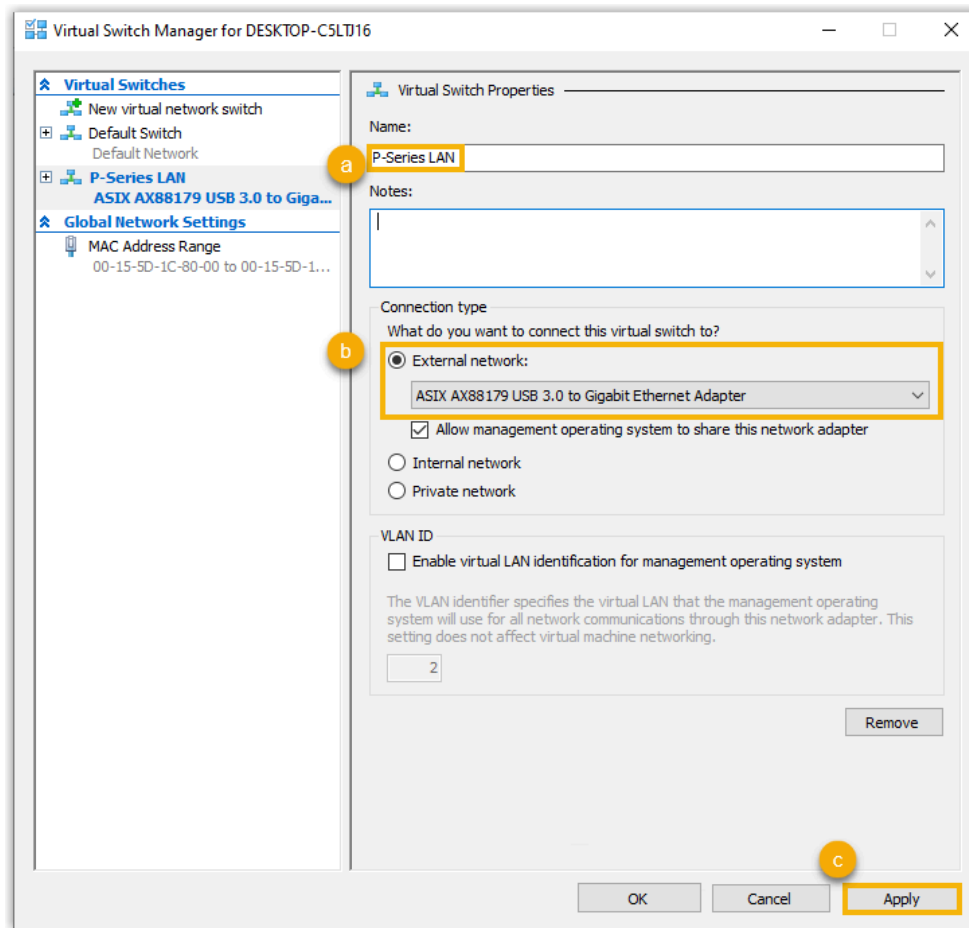 Virtual Switch Manager for DESKTOP-C5LTJ16
Virtual Switches
New virtual network switch
Default Switch
Default Network
P-Series LAN
ASIX AX88179 USB 3.0 to Giga...
Global Network Settings
MAC Address Range
00-15-5D-1C-80-00 to 00-15-5D-1...
Virtual Switch Properties
Name:
a
P-Series LAN
Notes:
Connection type
What do you want to connect this virtual switch to?
b
External network:
ASIX AX88179 USB 3.0 to Gigabit Ethernet Adapter
Allow management operating system to share this network adapter
Internal network
Private network
VLAN ID
Enable virtual LAN identification for management operating system
The VLAN identifier specifies the virtual LAN that the management operating
system will use for all network communications through this network adapter. This
setting does not affect virtual machine networking.
2
Remove
c
OK
Cancel
Apply